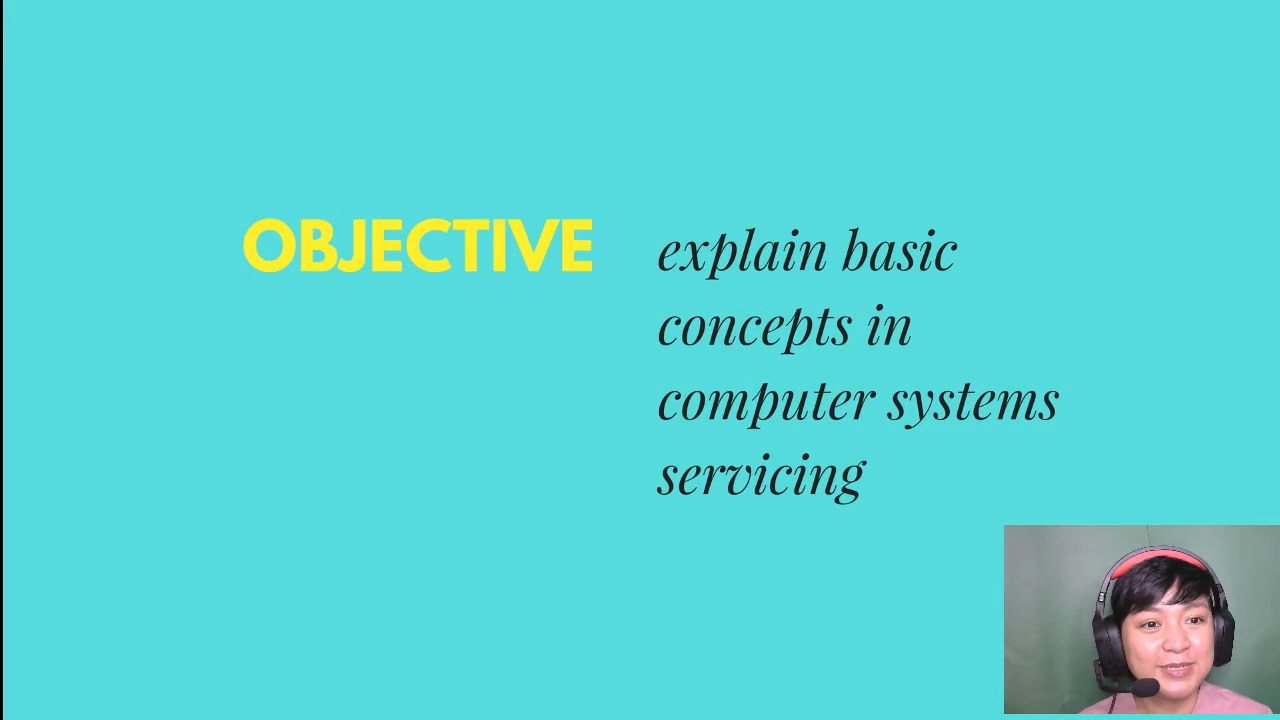 OBJECTIVE
explain basic
concepts in
computer systems
servicing